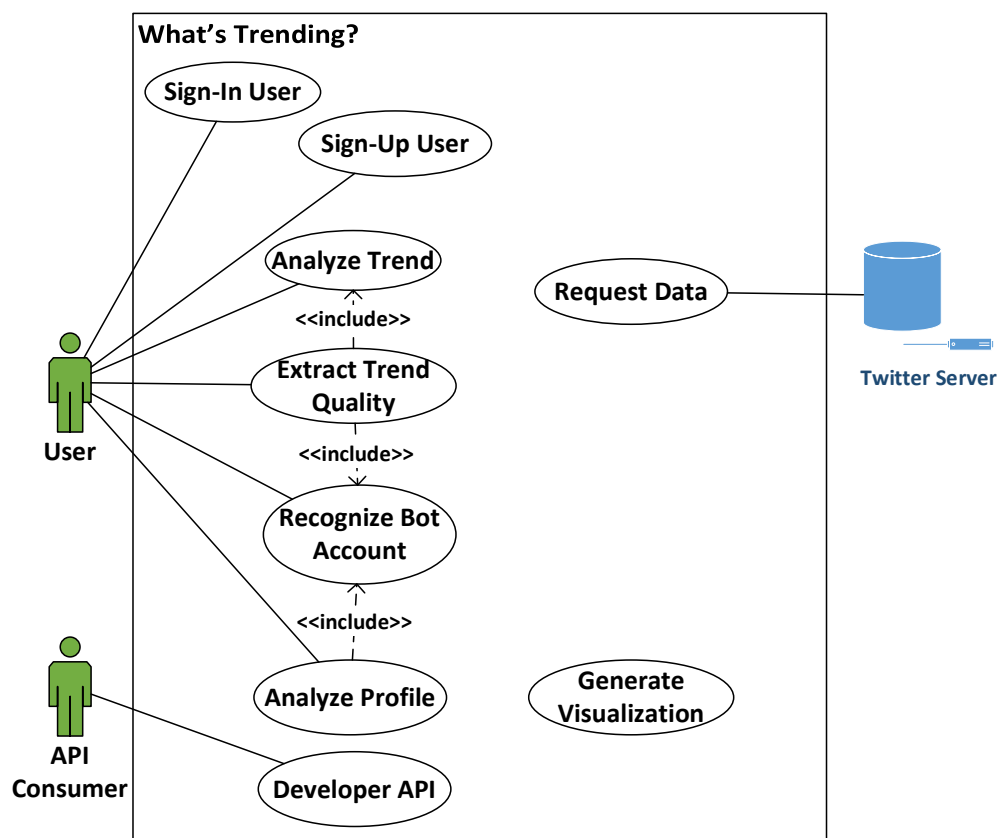 What's Trending?
Sign-In User
Sign-Up User
Analyze Trend
Request Data
<<include>>
Extract Trend
Quality
Twitter Server
User
<<include>>
Recognize Bot
Account
<<include>>
Analyze Profile
Generate
Visualization
API
Consumer
Developer API